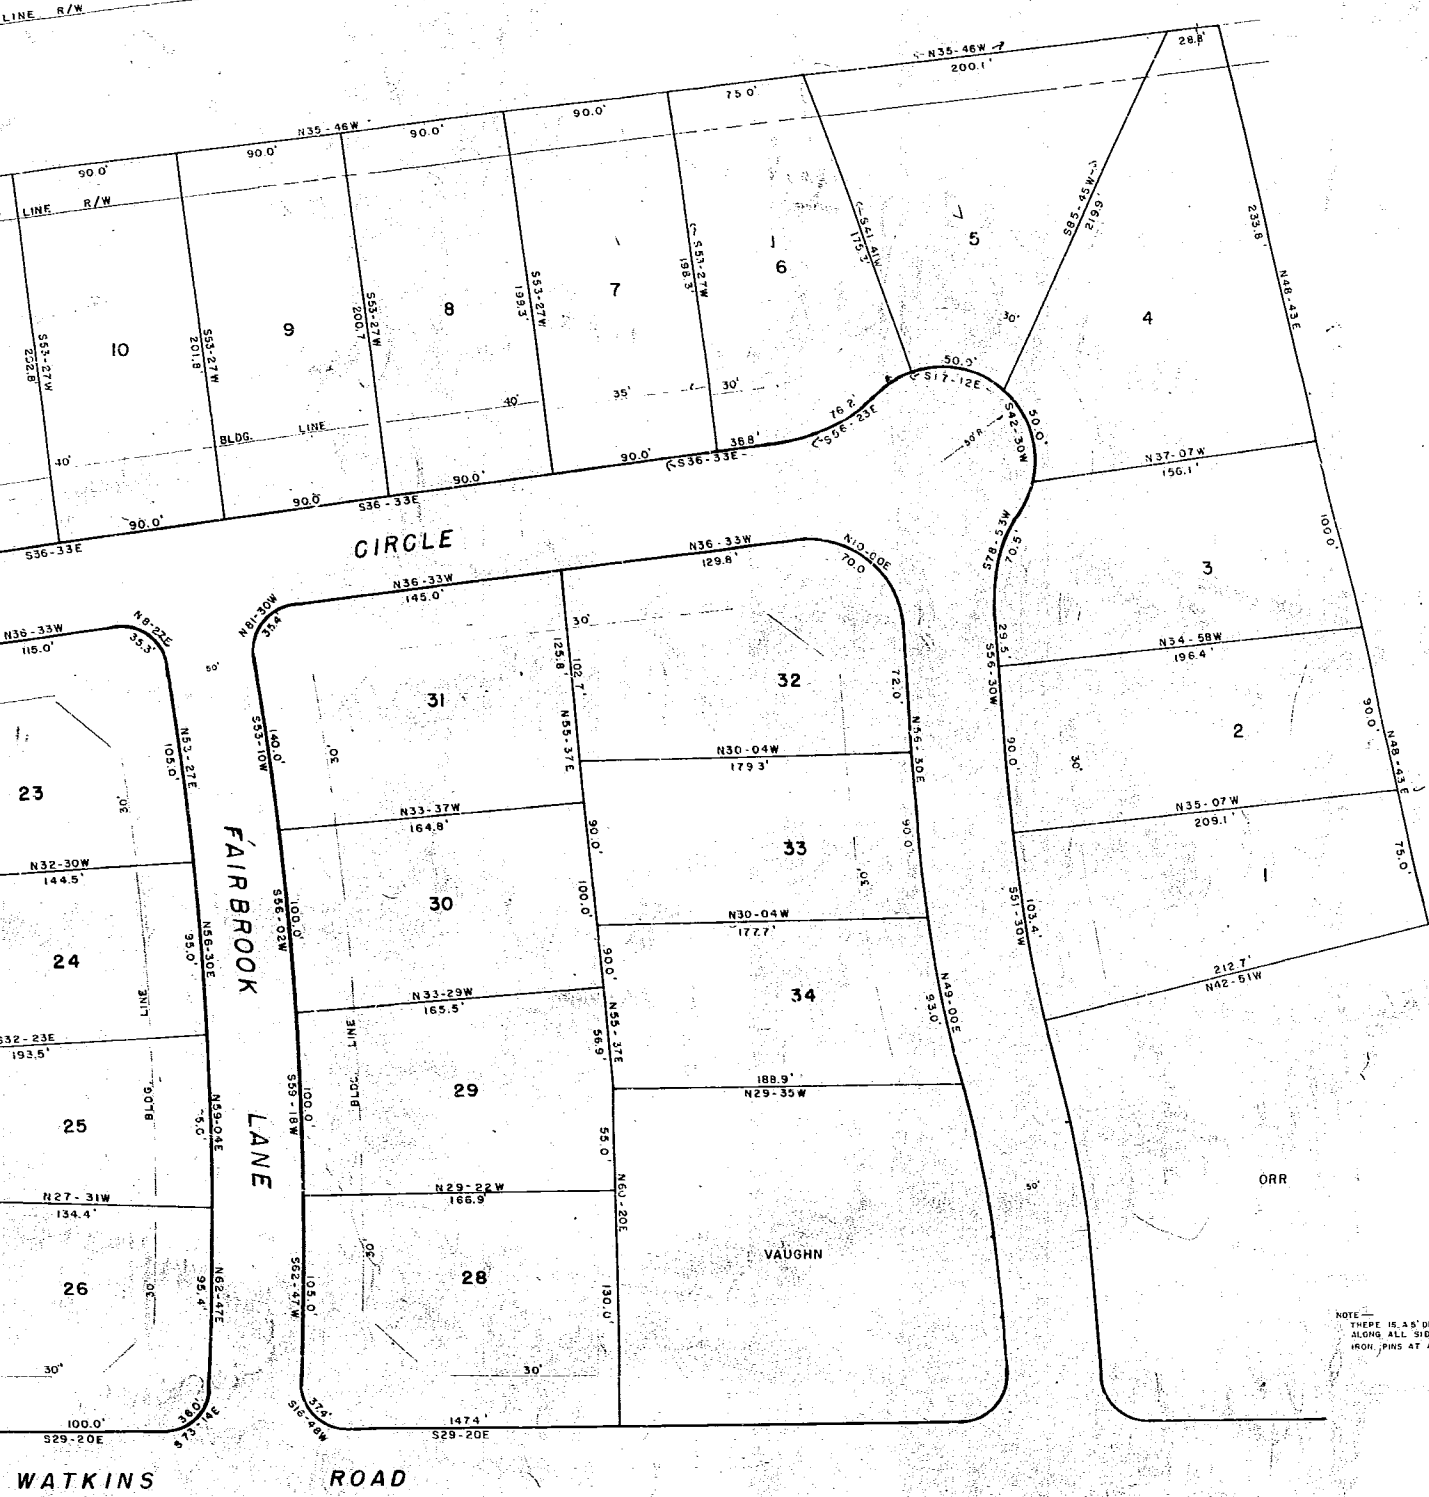 LINE R/W
N35-46W
200.1'
28.8'
75.0'
90.0'
90.0'
N35-46W
90.0'
90.0'
LINE R/W
S41-41W
175.3'
S85-45W
219.9'
233.8'
N48-43E
S53-27W
198.3'
S53-27W
199.3'
S53-27W
200.7
S53-27W
201.8'
S53-27W
202.8'
10
9
8
7
6
5
4
30'
50.0'
S17-12E
S42-30W
50.0'
50'R
76.2'
S56-23E
38.8'
S36-33E
90.0'
35'
30'
40'
BLDG. LINE
40'
90.0'
S36-33E
90.0
90.0'
S36-33E
CIRCLE
N37-07W
156.1'
S78-53W
70.5'
100.0'
3
N36-33W
129.8'
N10-00E
70.0
N36-33W
145.0'
N81-30W
35.4'
N8-27E
35.3'
N36-33W
115.0'
50'
30'
125.8'
102.7'
N34-58W
196.4'
29.5'
S56-30W
72.0'
32
31
2
90.0'
N48-43E
90.0'
30'
N56-30E
N30-04W
179.3'
N55-37E
S53-10W
140.0'
30'
N53-27E
105.0'
23
30'
N33-37W
164.8'
N35-07W
209.1'
75.0'
90.0'
33
90.0'
30'
1
N32-30W
144.5'
FAIRBROOK
LANE
30
100.0'
S56-02W
100.0'
N56-30E
95.0'
24
S51-30W
103.4'
N30-04W
177.7'
90.0'
34
N49-00E
93.0'
212.7'
N42-51W
N33-29W
165.5'
N55-37E
56.9'
LINE
BLDG.
LINE
BLDG.
S32-23E
193.5'
25
N59-04E
S59-18W
100.0'
29
188.9'
N29-35W
55.0'
N27-31W
134.4'
N29-22W
166.9'
N60-20E
130.0'
50'
ORR
VAUGHN
26
30'
N62-47E
95.4'
S62-47W
105.0'
30'
28
30'
30'
36.0'
S73-14E
37.4'
S16-48W
100.0'
S29-20E
147.4'
S29-20E
NOTE —
THERE IS A 5'
ALONG ALL
IRON PINS AT
WATKINS ROAD